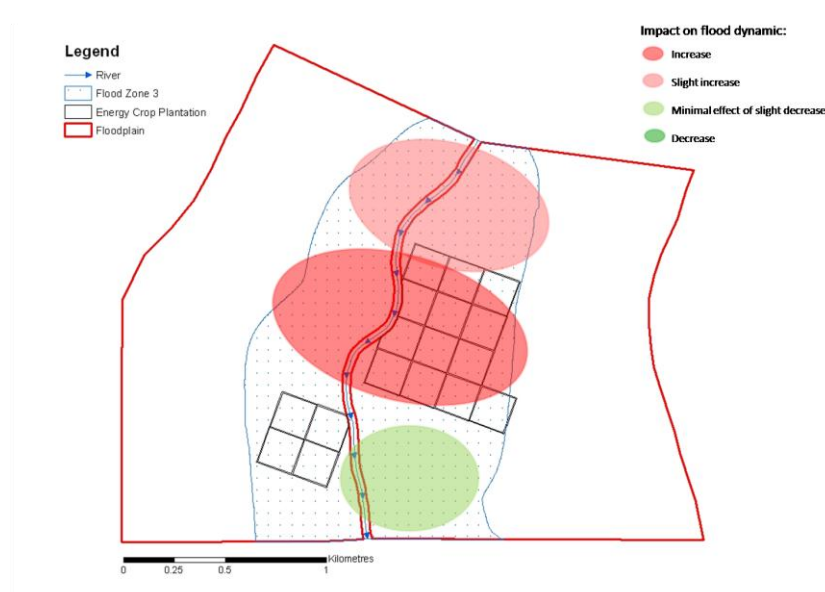 Legend
River
Flood Zone 3
Energy Crop Plantation
Floodplain
Impact on flood dynamic:
Increase
Slight increase
Minimal effect of slight decrease
Decrease
Kilometres
0 0.25 0.5 1